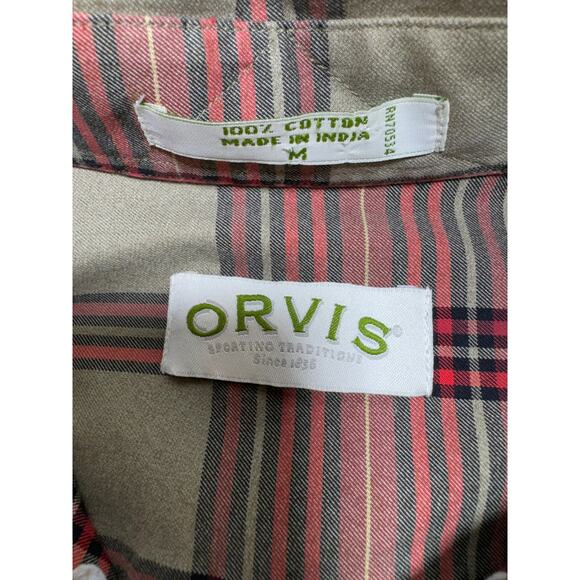 100% COTTON
MADE IN INDIA
M
RN70534
ORVIS®
SPORTING TRADITIONS
Since 1856